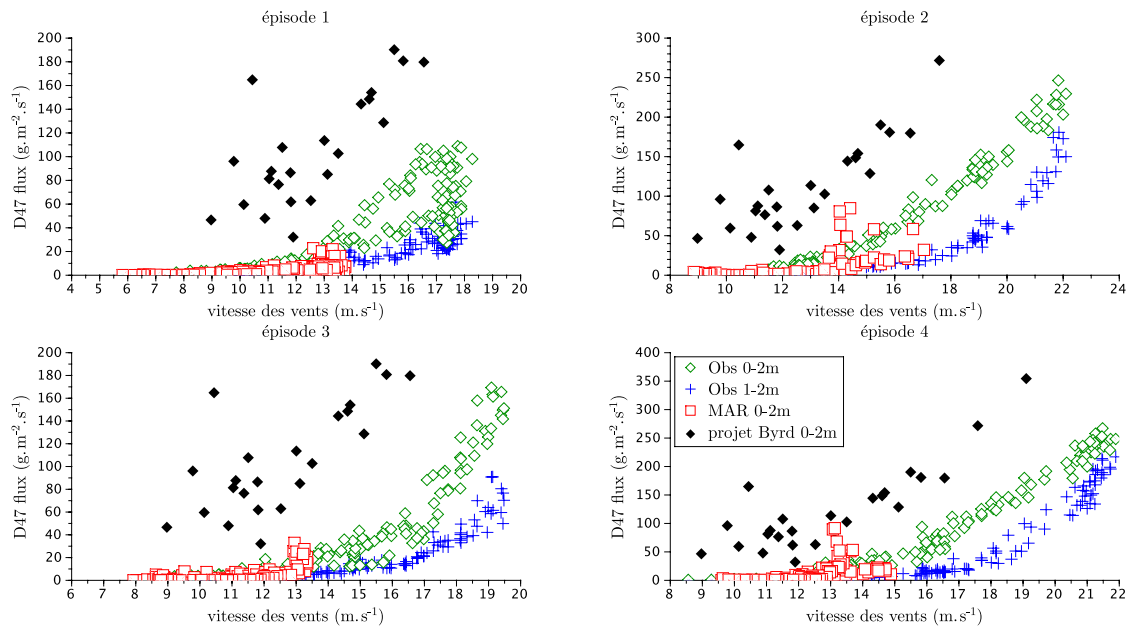 épisode 1
D47 flux (g.m⁻².s⁻¹)
200
180
160
140
120
100
80
60
40
20
0
4 5 6 7 8 9 10 11 12 13 14 15 16 17 18 19 20
vitesse des vents (m.s⁻¹)
épisode 2
D47 flux (g.m⁻².s⁻¹)
300
250
200
150
100
50
0
8 10 12 14 16 18 20 22 24
vitesse des vents (m.s⁻¹)
épisode 3
D47 flux (g.m⁻².s⁻¹)
200
180
160
140
120
100
80
60
40
20
0
6 7 8 9 10 11 12 13 14 15 16 17 18 19 20
vitesse des vents (m.s⁻¹)
épisode 4
D47 flux (g.m⁻².s⁻¹)
400
350
300
250
200
150
100
50
0
Obs 0-2m
Obs 1-2m
MAR 0-2m
projet Byrd 0-2m
8 9 10 11 12 13 14 15 16 17 18 19 20 21 22
vitesse des vents (m.s⁻¹)